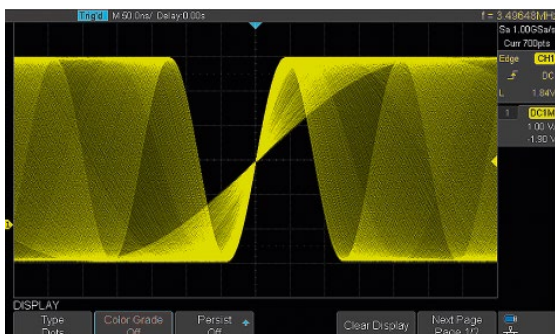 Trig'd M 50.0ns/ Delay:0.00s f = 3.49648MHz
Sa 1.00GSa/s
Curr 700pts
Edge CH1
DC
L 1.84V
1 DC1M
1.00 V/
-1.90 V
1
DISPLAY
Type Color Grade Persist Clear Display Next Page
Dots Off Off Page 1/2